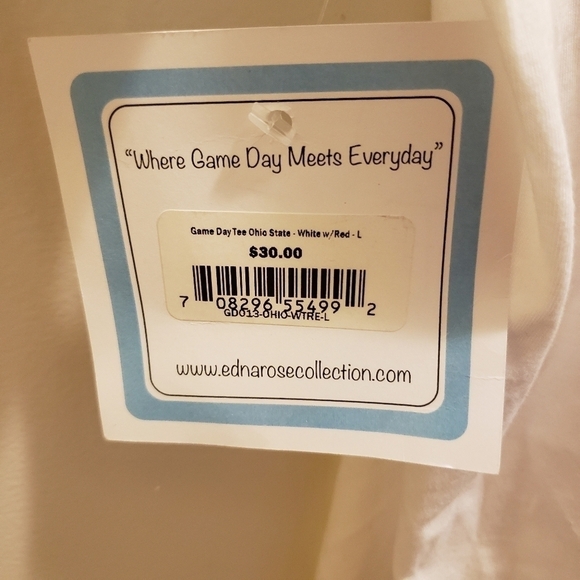 "Where Game Day Meets Everyday"
Game Day Tee Ohio State - White w/Red - L
$30.00
7 08296 55499 2
GD013-OHIO-WTRE-L
www.ednarosecollection.com